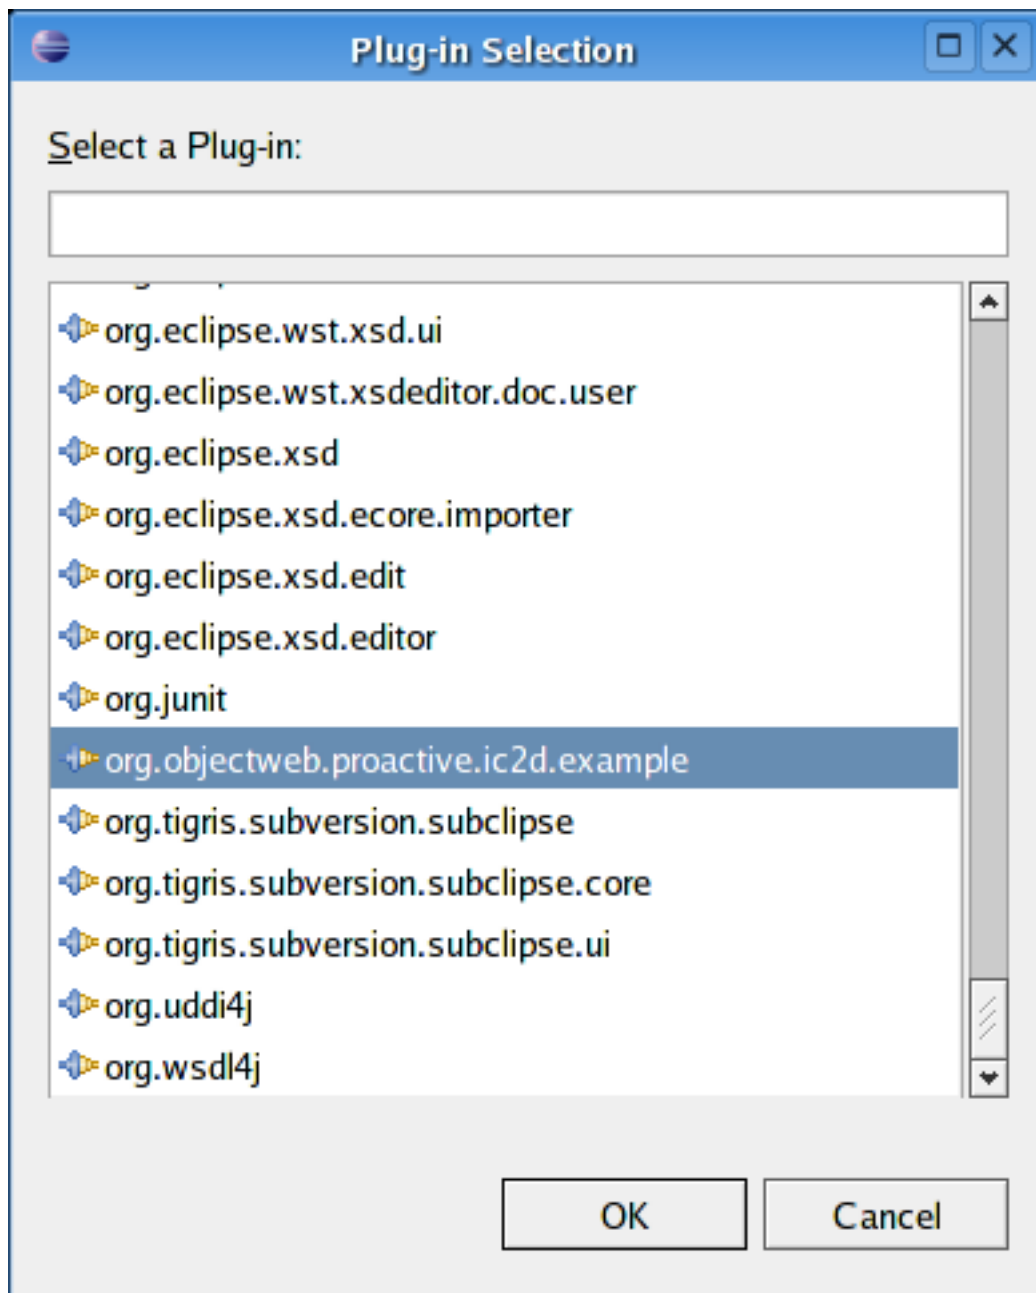 Plug-in Selection
Select a Plug-in:
org.eclipse.wst.xsd.ui
org.eclipse.wst.xsdeditor.doc.user
org.eclipse.xsd
org.eclipse.xsd.ecore.importer
org.eclipse.xsd.edit
org.eclipse.xsd.editor
org.junit
org.objectweb.proactive.ic2d.example
org.tigris.subversion.subclipse
org.tigris.subversion.subclipse.core
org.tigris.subversion.subclipse.ui
org.uddi4j
org.wsdl4j
OK Cancel